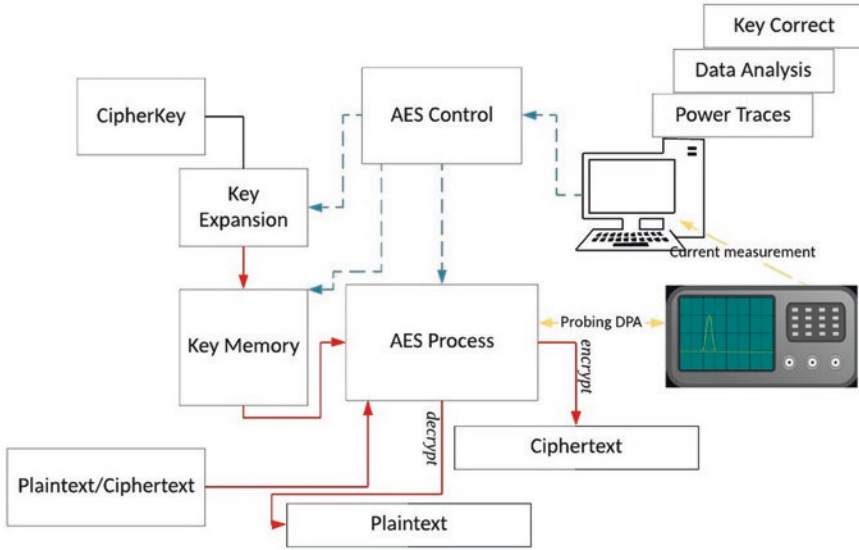 Key Correct
Data Analysis
Power Traces
CipherKey
AES Control
Key
Expansion
Current measurement
Key Memory
AES Process
Probing DPA
encrypt
decrypt
Ciphertext
Plaintext/Ciphertext
Plaintext